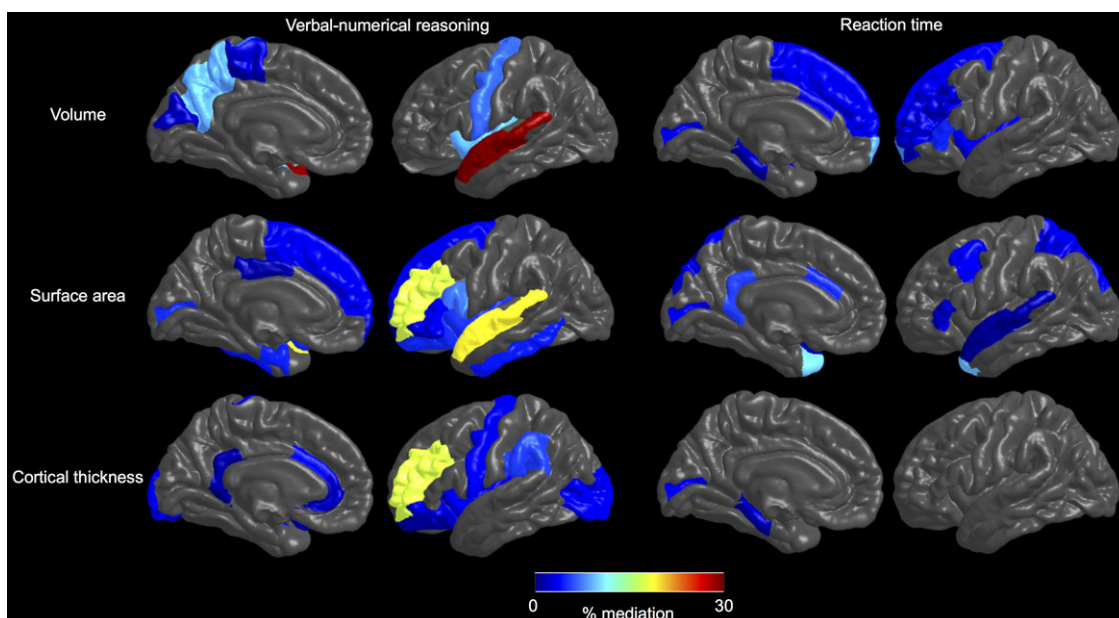 Verbal-numerical reasoning
Reaction time
Volume
Surface area
Cortical thickness
0
30
% mediation